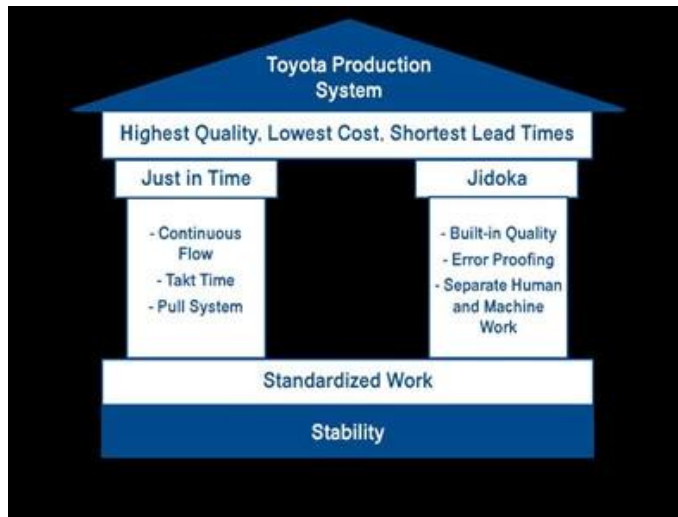 Toyota Production
System
Highest Quality, Lowest Cost, Shortest Lead Times
Just in Time
- Continuous
Flow
- Takt Time
- Pull System
Jidoka
- Built-in Quality
- Error Proofing
- Separate Human
and Machine
Work
Standardized Work
Stability